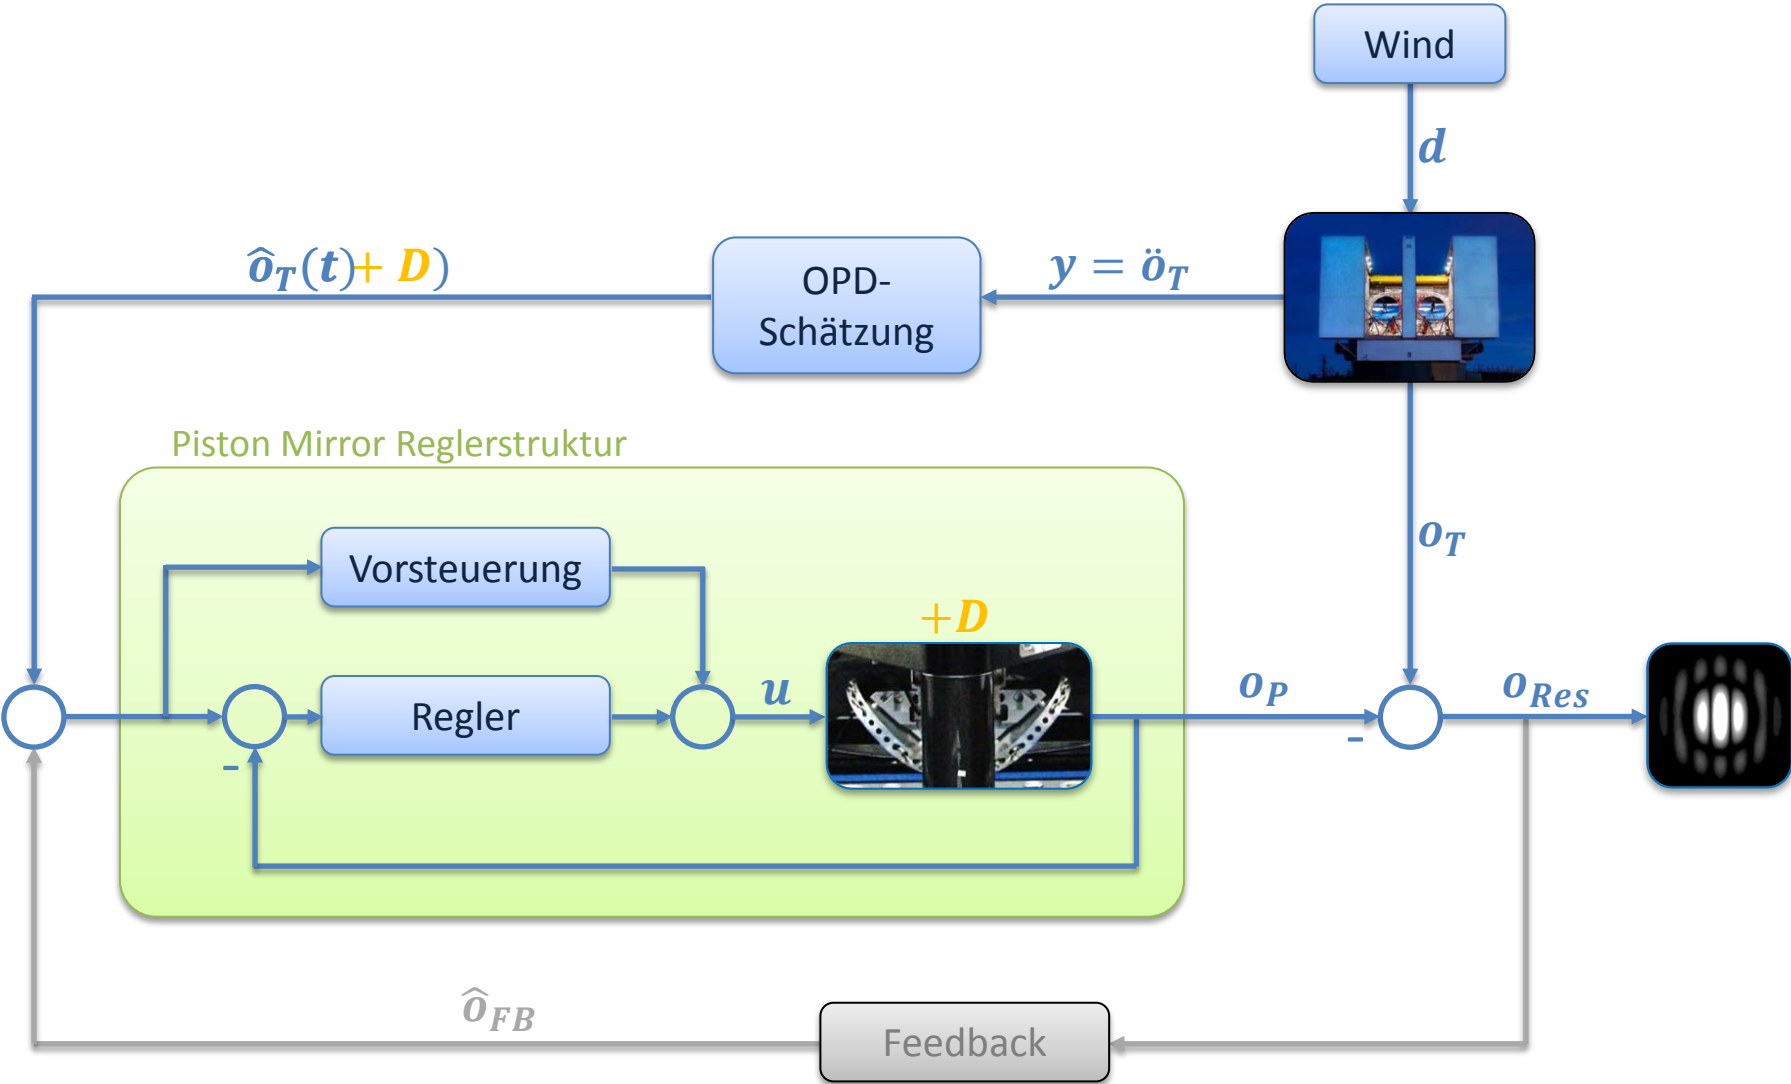 Wind
d
ô_T(t)+ D)
OPD-
Schätzung
y = ö_T
Piston Mirror Reglerstruktur
o_T
Vorsteuerung
+D
Regler
u
o_P
o_Res
-
-
ô_FB
Feedback